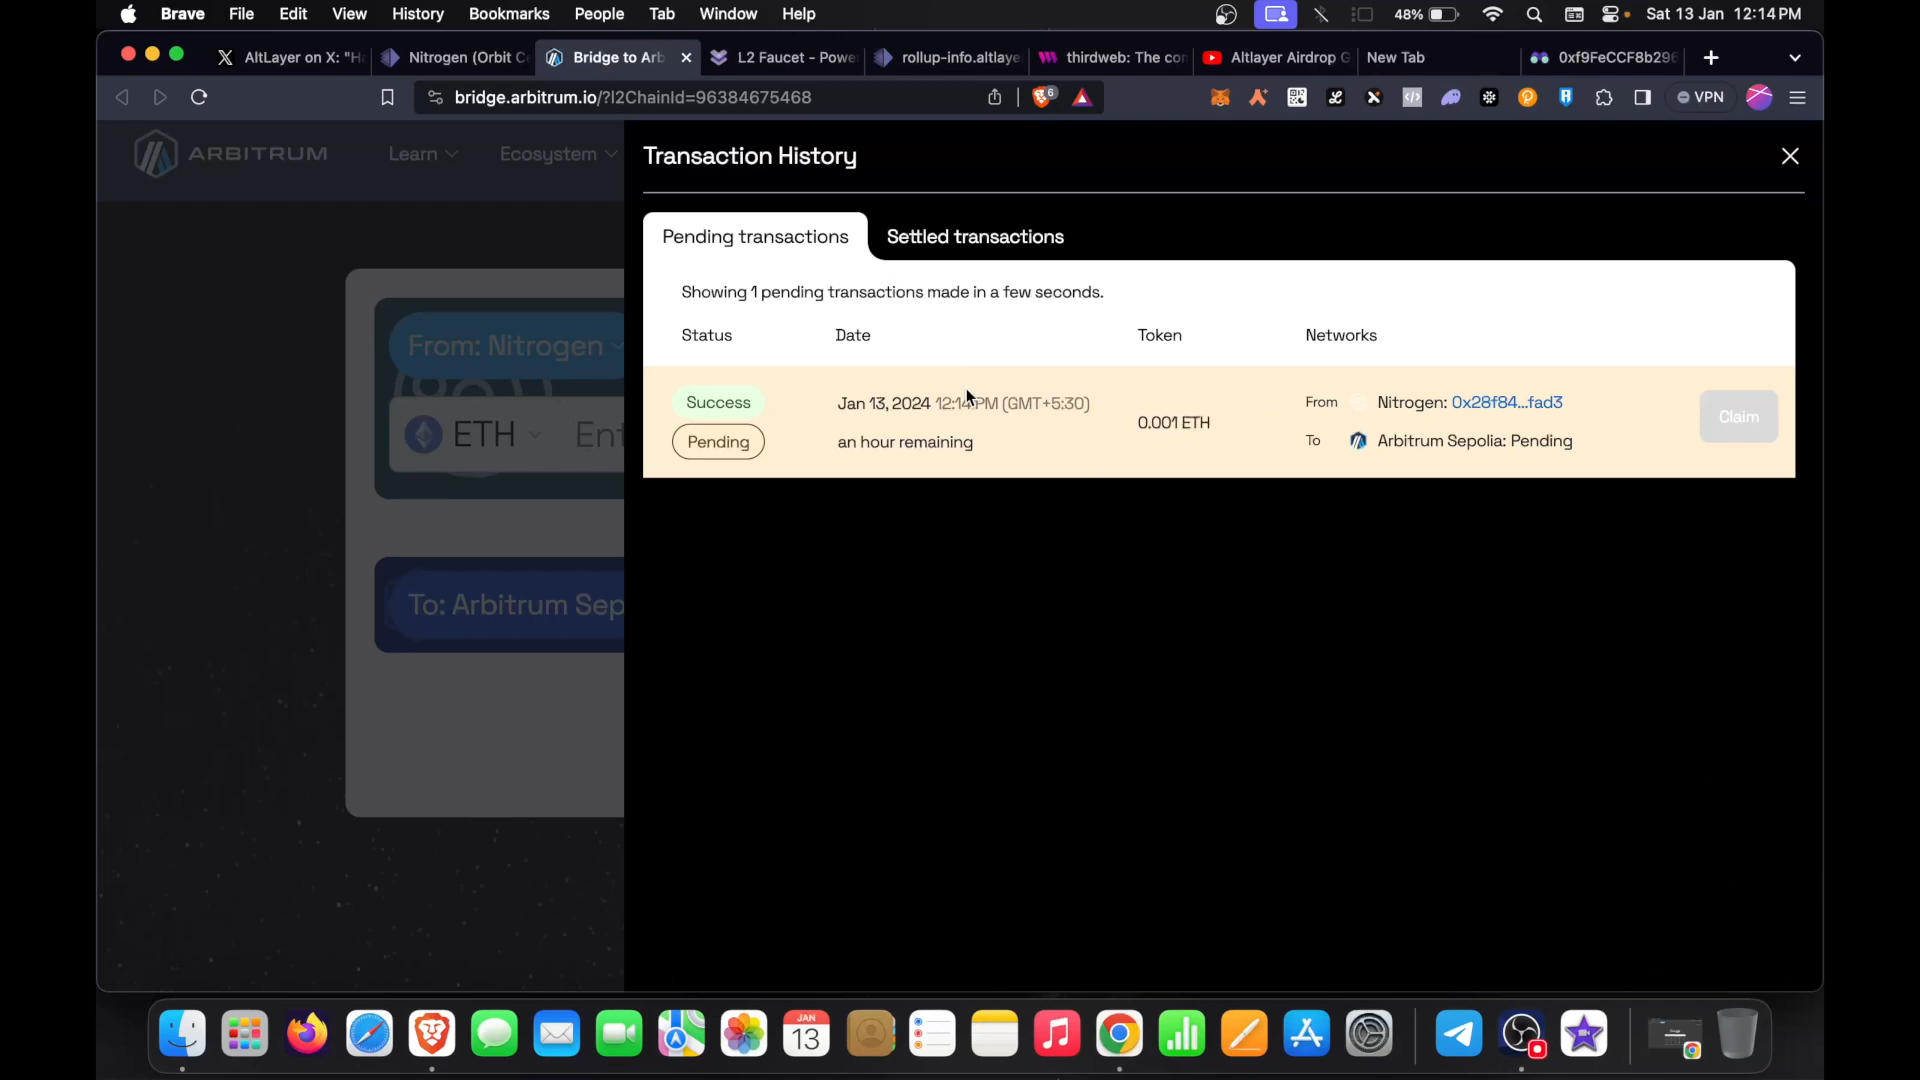 Brave File Edit View History Bookmarks People Tab Window Help 48% Sat 13 Jan 12:14 PM
AltLayer on X: "Ha Nitrogen (Orbit C Bridge to Arb L2 Faucet - Powe rollup-info.altlaye thirdweb: The con Altlayer Airdrop G New Tab 0xf9FeCCF8b296
bridge.arbitrum.io/?l2ChainId=96384675468 6 VPN
ARBITRUM Learn Ecosystem
Transaction History
Pending transactions Settled transactions
Showing 1 pending transactions made in a few seconds.
Status Date Token Networks
Success Jan 13, 2024 12:14 PM (GMT+5:30) 0.001 ETH From Nitrogen: 0x28f84...fad3 Claim
Pending an hour remaining To Arbitrum Sepolia: Pending
From: Nitrogen
ETH Ent
To: Arbitrum Sep
JAN
13